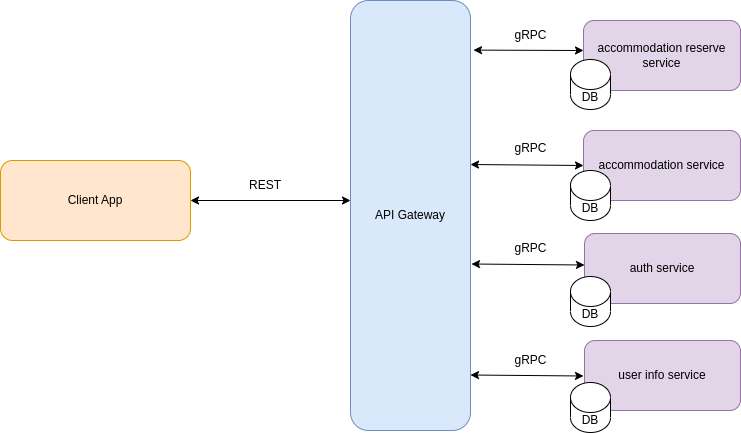 gRPC
accommodation reserve
service
DB
gRPC
accommodation service
DB
Client App
REST
API Gateway
gRPC
auth service
DB
gRPC
user info service
DB